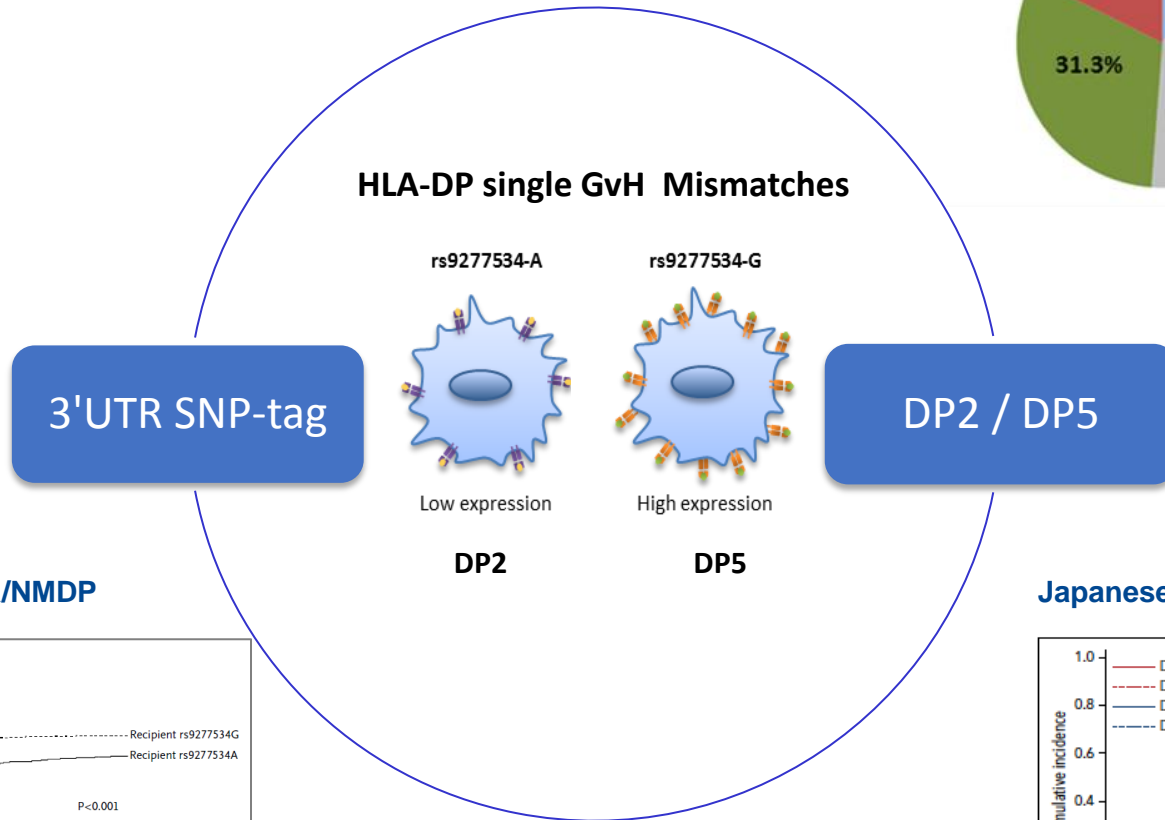 31.3%
HLA-DP single GvH Mismatches
rs9277534-A
rs9277534-G
3'UTR SNP-tag
DP2 / DP5
Low expression
High expression
DP2
DP5
/NMDP
Japanese
Recipient rs9277534G
Recipient rs9277534A
P<0.001
1.0
0.8
0.6
0.4
incidence